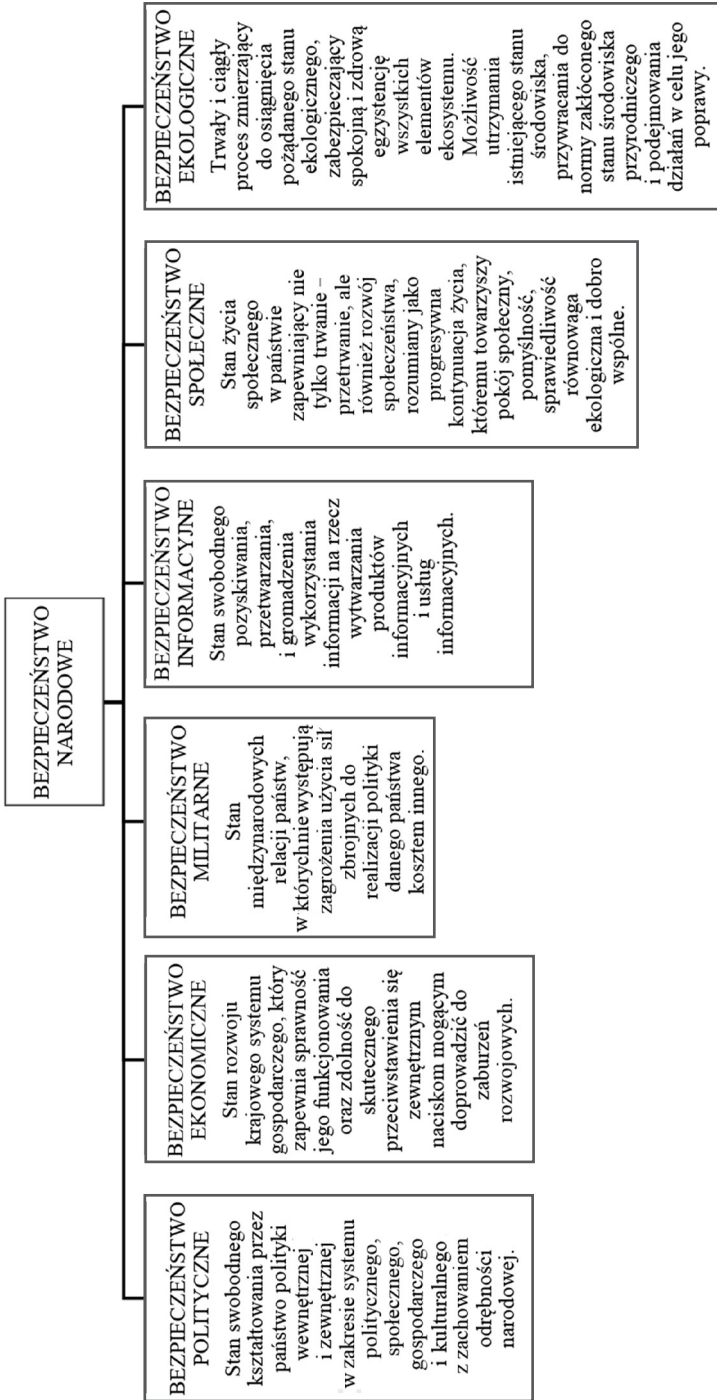 BEZPIECZEŃSTWO
NARODOWE
BEZPIECZEŃSTWO
POLITYCZNE
Stan swobodnego
kształtowania przez
państwo polityki
wewnętrznej
i zewnętrznej
w zakresie systemu
politycznego,
społecznego,
gospodarczego
i kulturalnego
z zachowaniem
odrębności
narodowej.
BEZPIECZEŃSTWO
EKONOMICZNE
Stan rozwoju
krajowego systemu
gospodarczego, który
zapewnia sprawność
jego funkcjonowania
oraz zdolność do
skutecznego
przeciwstawienia się
zewnętrznym
naciskom mogącym
doprowadzić do
zaburzeń
rozwojowych.
BEZPIECZEŃSTWO
MILITARNE
Stan
międzynarodowych
relacji państw,
w którychnie występują
zagrożenia użycia sił
zbrojnych do
realizacji polityki
danego państwa
kosztem innego.
BEZPIECZEŃSTWO
INFORMACYJNE
Stan swobodnego
pozyskiwania,
przetwarzania,
i gromadzenia
wykorzystania
informacji na rzecz
wytwarzania
produktów
informacyjnych
i usług
informacyjnych.
BEZPIECZEŃSTWO
SPOŁECZNE
Stan życia
społecznego
w państwie
zapewniający nie
tylko trwanie –
przetrwanie, ale
również rozwój
społeczeństwa,
rozumiany jako
progresywna
kontynuacja życia,
któremu towarzyszy
pokój społeczny,
pomyślność,
sprawiedliwość
równowaga
ekologiczna i dobro
wspólne.
BEZPIECZEŃSTWO
EKOLOGICZNE
Trwały i ciągły
proces zmierzający
do osiągnięcia
pożądanego stanu
ekologicznego,
zabezpieczający
spokojną i zdrową
egzystencję
wszystkich
elementów
ekosystemu.
Możliwość
utrzymania
istniejącego stanu
środowiska,
przywracania do
normy zakłóconego
stanu środowiska
przyrodniczego
i podejmowania
działań w celu jego
poprawy.